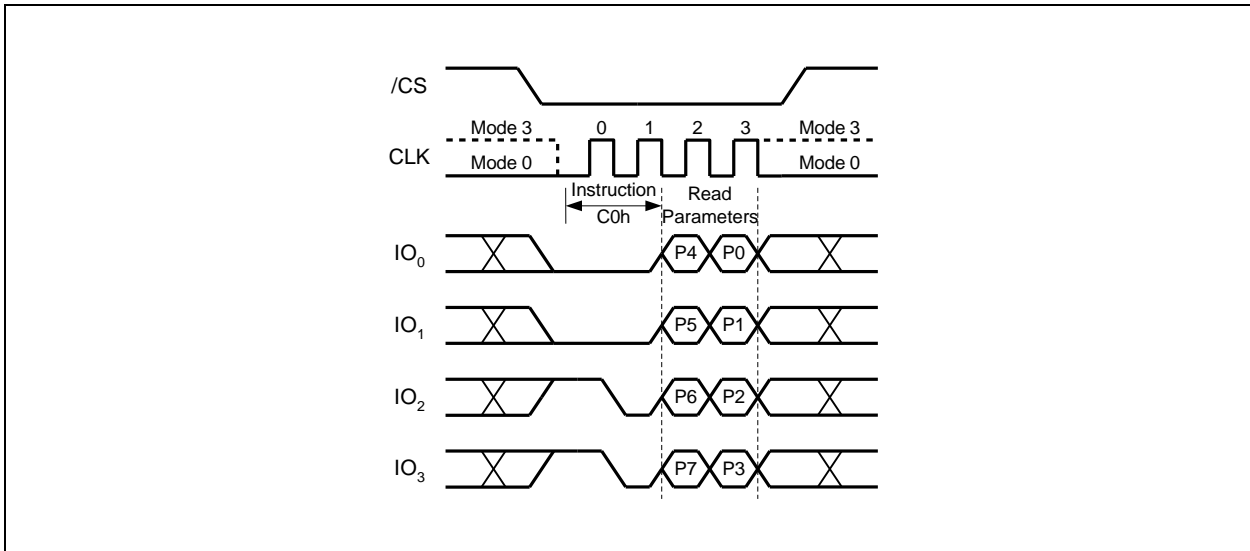 /CS
Mode 3 0 1 2 3 Mode 3
CLK Mode 0 Mode 0
Instruction Read
C0h Parameters
IO0 P4 P0
IO1 P5 P1
IO2 P6 P2
IO3 P7 P3